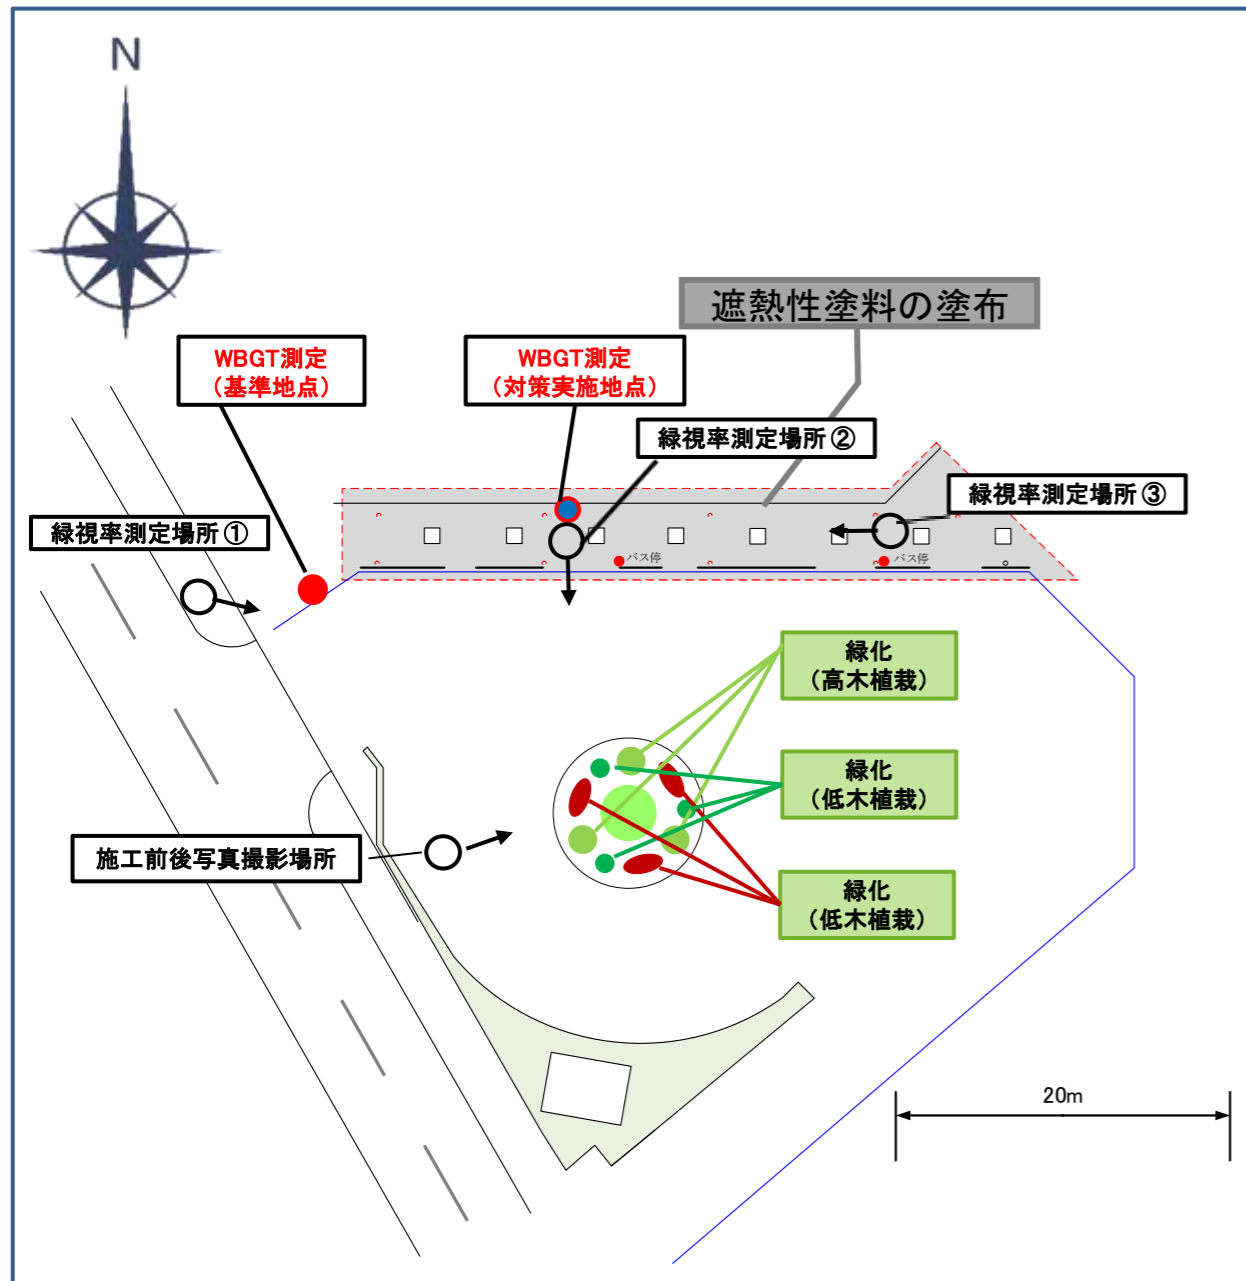 N
遮熱性塗料の塗布
WBGT測定
（基準地点）
WBGT測定
（対策実施地点）
緑視率測定場所②
緑視率測定場所③
緑視率測定場所①
バス停
バス停
緑化
（高木植栽）
緑化
（低木植栽）
施工前後写真撮影場所
緑化
（低木植栽）
20m